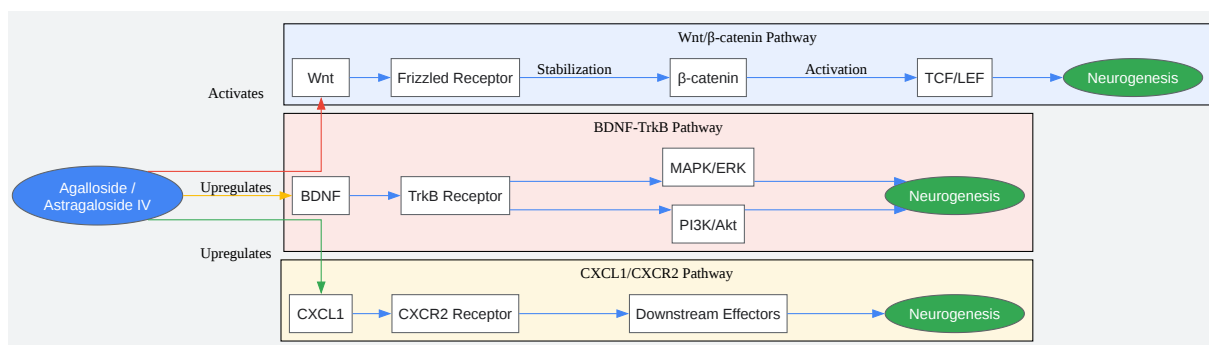 Wnt/β-catenin Pathway
Wnt
Frizzled Receptor
Stabilization
β-catenin
Activation
TCF/LEF
Neurogenesis
Activates
BDNF-TrkB Pathway
MAPK/ERK
Agalloside /
Astragaloside IV
Upregulates
BDNF
TrkB Receptor
Neurogenesis
PI3K/Akt
Upregulates
CXCL1/CXCR2 Pathway
CXCL1
CXCR2 Receptor
Downstream Effectors
Neurogenesis